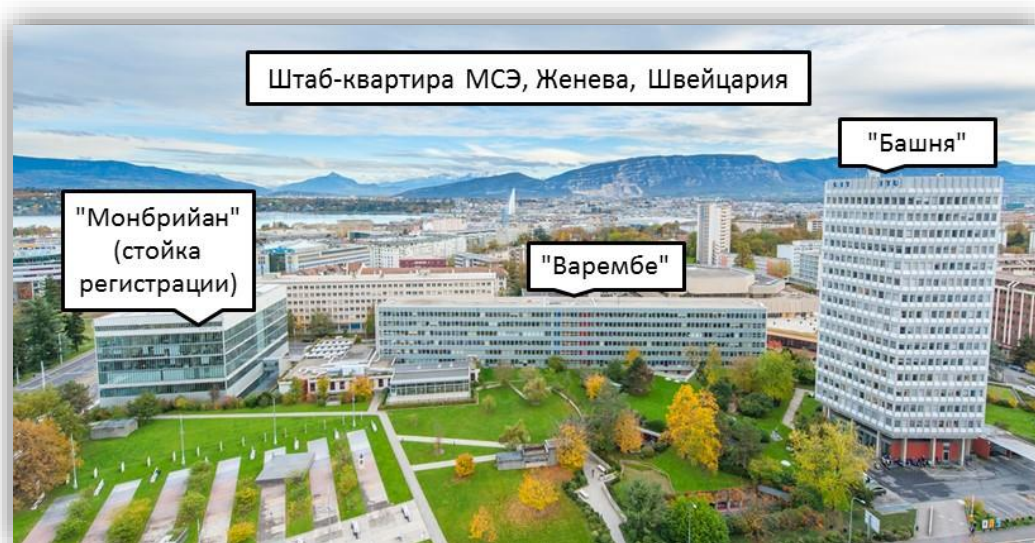 Штаб-квартира МСЭ, Женева, Швейцария
"Башня"
"Монбрийан"
(стойка
регистрации)
"Варембе"